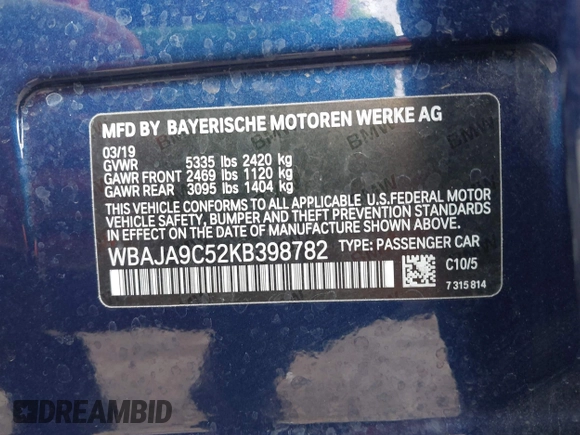 MFD BY BAYERISCHE MOTOREN WERKE AG
03/19
GVWR 5335 lbs 2420 kg
GAWR FRONT 2469 lbs 1120 kg
GAWR REAR 3095 lbs 1404 kg
THIS VEHICLE CONFORMS TO ALL APPLICABLE U.S.FEDERAL MOTOR
VEHICLE SAFETY, BUMPER AND THEFT PREVENTION
STANDARDS IN EFFECT ON THE DATE OF MANUFACTURE SHOWN ABOVE.
WBAJA9C52KB398782 TYPE: PASSENGER CAR
C10/5
7 315 814
DREAMBID